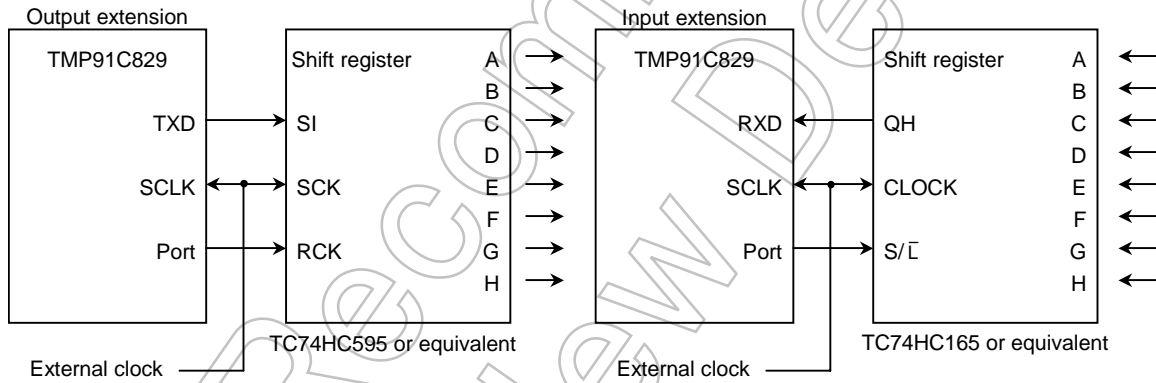 Output extension
TMP91C829
TXD
SCLK
Port
Shift register
SI
SCK
RCK
A
B
C
D
E
F
G
H
TC74HC595 or equivalent
External clock
Input extension
TMP91C829
RXD
SCLK
Port
Shift register
QH
CLOCK
S/L̅
A
B
C
D
E
F
G
H
TC74HC165 or equivalent
External clock